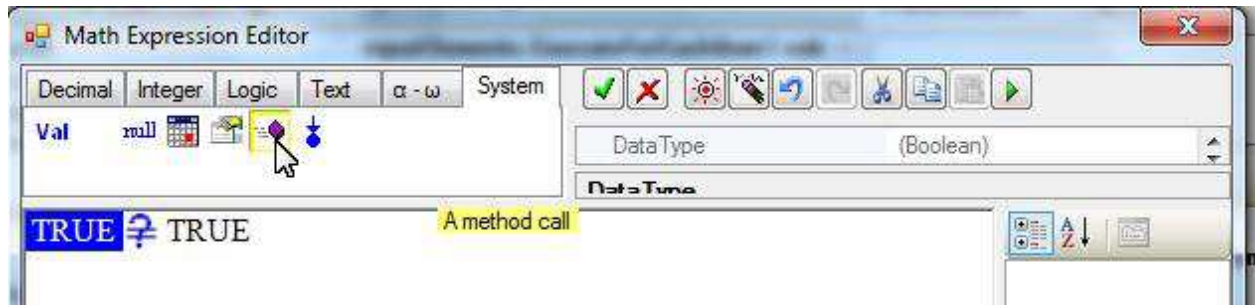 Math Expression Editor
Decimal Integer Logic Text α - ω System
Val null
DataType (Boolean)
DataType
TRUE ? TRUE
A method call
A
Z